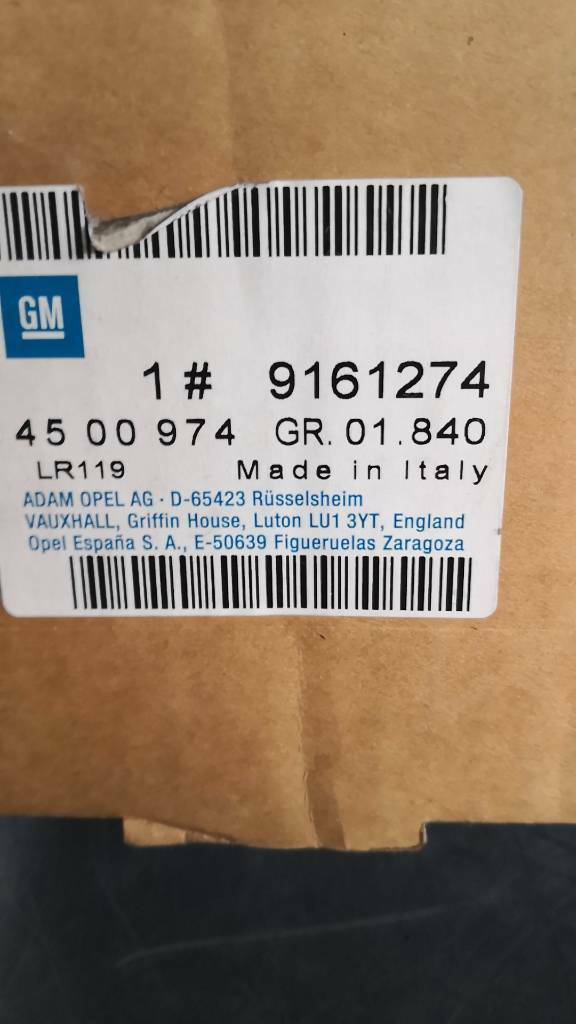 GM
1 # 9161274
45 00 974 GR. 01.840
LR119 Made in Italy
ADAM OPEL AG · D-65423 Rüsselsheim
VAUXHALL, Griffin House, Luton LU1 3YT, England
Opel España S. A., E-50639 Figueruelas Zaragoza